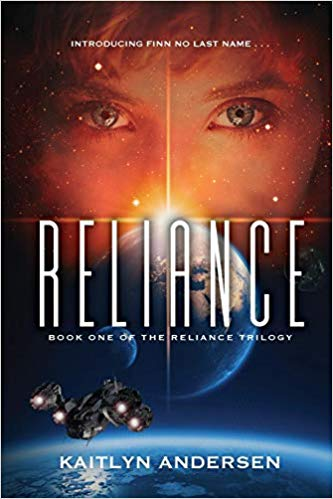 INTRODUCING FINN NO LAST NAME . . .
RELIANCE
BOOK ONE OF THE RELIANCE TRILOGY
KAITLYN ANDERSEN